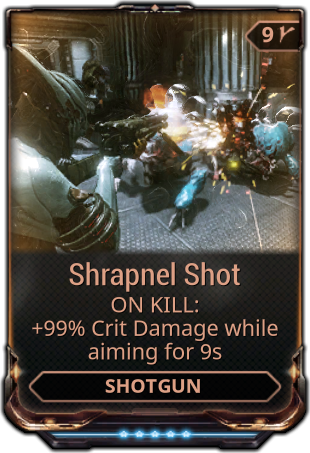 9
Shrapnel Shot
ON KILL:
+99% Crit Damage while
aiming for 9s
SHOTGUN